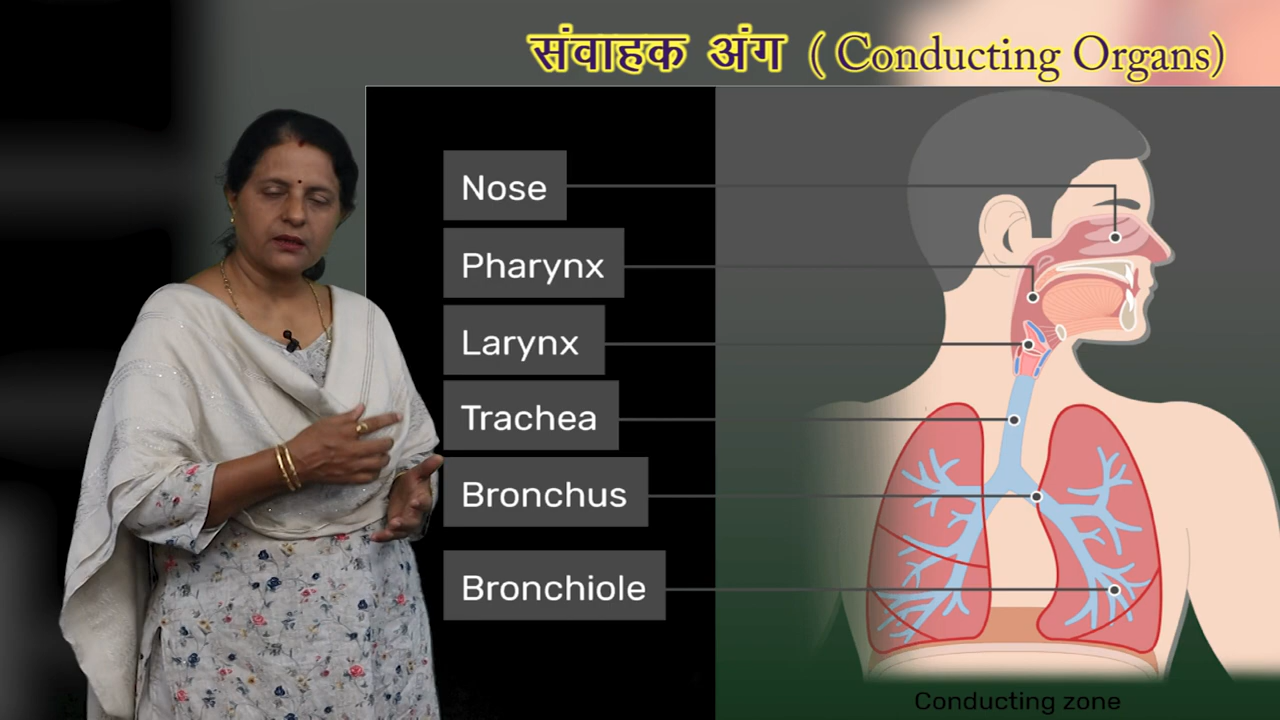 संवाहक अंग ( Conducting Organs)
Nose
Pharynx
Larynx
Trachea
Bronchus
Bronchiole
Conducting zone